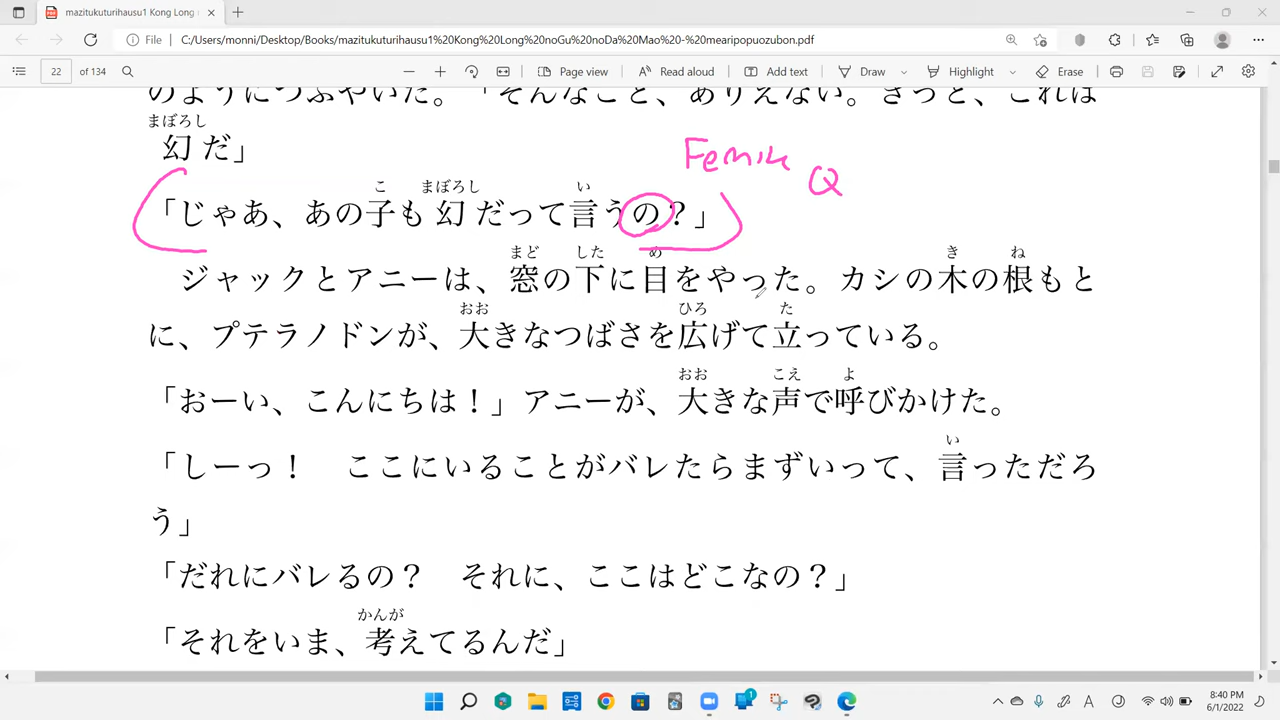 mazitukuturihausu1 Kong Long
File
C:/Users/monni/Desktop/Books/mazitukuturihausu1%20Kong%20Long%20noGu%20noDa%20Mao%20-%20mearipopuozubon.pdf
22 of 134
Page view
Read aloud
Add text
Draw
Highlight
Erase
のようにつぶやいた。「そんなこと、ありえない。きっと、これは
まぼろし
幻だ」
Q
こ まぼろし い
「じゃあ、あの子も幻だって言うの？」
まど した め き ね
ジャックとアニーは、窓の下に目をやった。カシの木の根もと
おお ひろ た
に、プテラノドンが、大きなつばさを広げて立っている。
おお こえ よ
「おーい、こんにちは！」アニーが、大きな声で呼びかけた。
い
「しーっ！　ここにいることがバレたらまずいって、言っただろ
う」
「だれにバレるの？　それに、ここはどこなの？」
かんが
「それをいま、考えてるんだ」
1
A
8:40 PM
6/1/2022